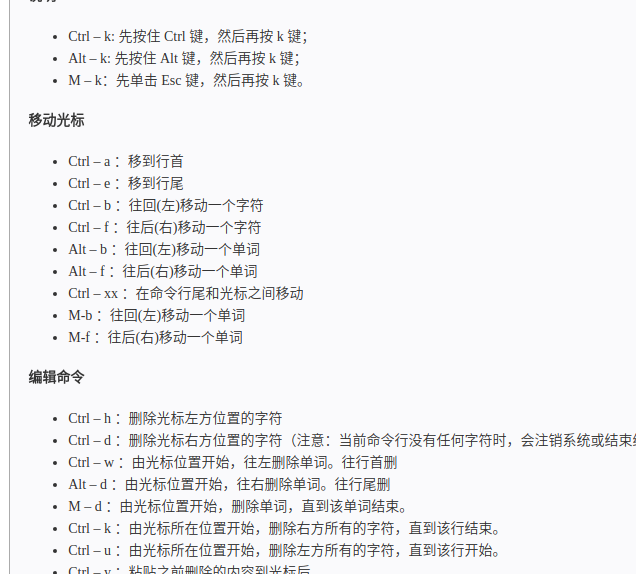 Ctrl – k: 先按住 Ctrl 键，然后再按 k 键；
Alt – k: 先按住 Alt 键，然后再按 k 键；
M – k：先单击 Esc 键，然后再按 k 键。
移动光标
Ctrl – a ：移到行首
Ctrl – e ：移到行尾
Ctrl – b ：往回(左)移动一个字符
Ctrl – f ：往后(右)移动一个字符
Alt – b ：往回(左)移动一个单词
Alt – f ：往后(右)移动一个单词
Ctrl – xx ：在命令行尾和光标之间移动
M-b ：往回(左)移动一个单词
M-f ：往后(右)移动一个单词
编辑命令
Ctrl – h ：删除光标左方位置的字符
Ctrl – d ：删除光标右方位置的字符（注意：当前命令行没有任何字符时，会注销系统或结束
Ctrl – w ：由光标位置开始，往左删除单词。往行首删
Alt – d ：由光标位置开始，往右删除单词。往行尾删
M – d ：由光标位置开始，删除单词，直到该单词结束。
Ctrl – k ：由光标所在位置开始，删除右方所有的字符，直到该行结束。
Ctrl – u ：由光标所在位置开始，删除左方所有的字符，直到该行开始。
Ctrl – y ：粘贴之前删除的内容到光标后